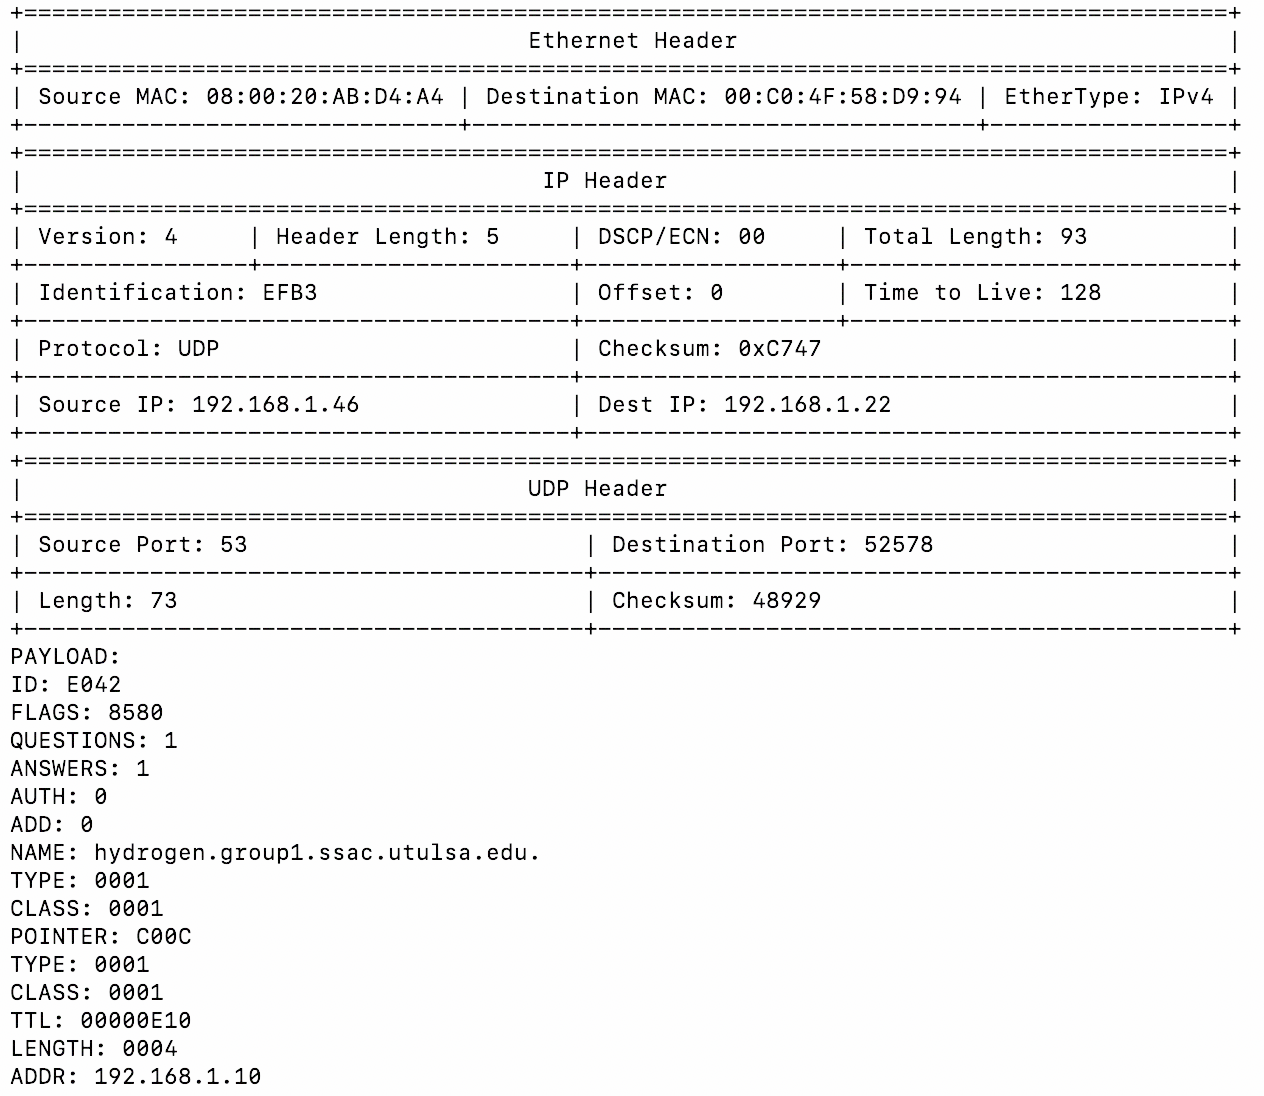 +======================================================================================+
| Ethernet Header |
+======================================================================================+
| Source MAC: 08:00:20:AB:D4:A4 | Destination MAC: 00:C0:4F:58:D9:94 | EtherType: IPv4 |
+-------------------------------+------------------------------------+-----------------+
+======================================================================================+
| IP Header |
+======================================================================================+
| Version: 4 | Header Length: 5 | DSCP/ECN: 00 | Total Length: 93 |
+----------------+----------------------+------------------+---------------------------+
| Identification: EFB3 | Offset: 0 | Time to Live: 128 |
+---------------------------------------+------------------+---------------------------+
| Protocol: UDP | Checksum: 0xC747 |
+---------------------------------------+----------------------------------------------+
| Source IP: 192.168.1.46 | Dest IP: 192.168.1.22 |
+---------------------------------------+----------------------------------------------+
+======================================================================================+
| UDP Header |
+======================================================================================+
| Source Port: 53 | Destination Port: 52578 |
+----------------------------------------+---------------------------------------------+
| Length: 73 | Checksum: 48929 |
+----------------------------------------+---------------------------------------------+
PAYLOAD:
ID: E042
FLAGS: 8580
QUESTIONS: 1
ANSWERS: 1
AUTH: 0
ADD: 0
NAME: hydrogen.group1.ssac.utulsa.edu.
TYPE: 0001
CLASS: 0001
POINTER: C00C
TYPE: 0001
CLASS: 0001
TTL: 00000E10
LENGTH: 0004
ADDR: 192.168.1.10